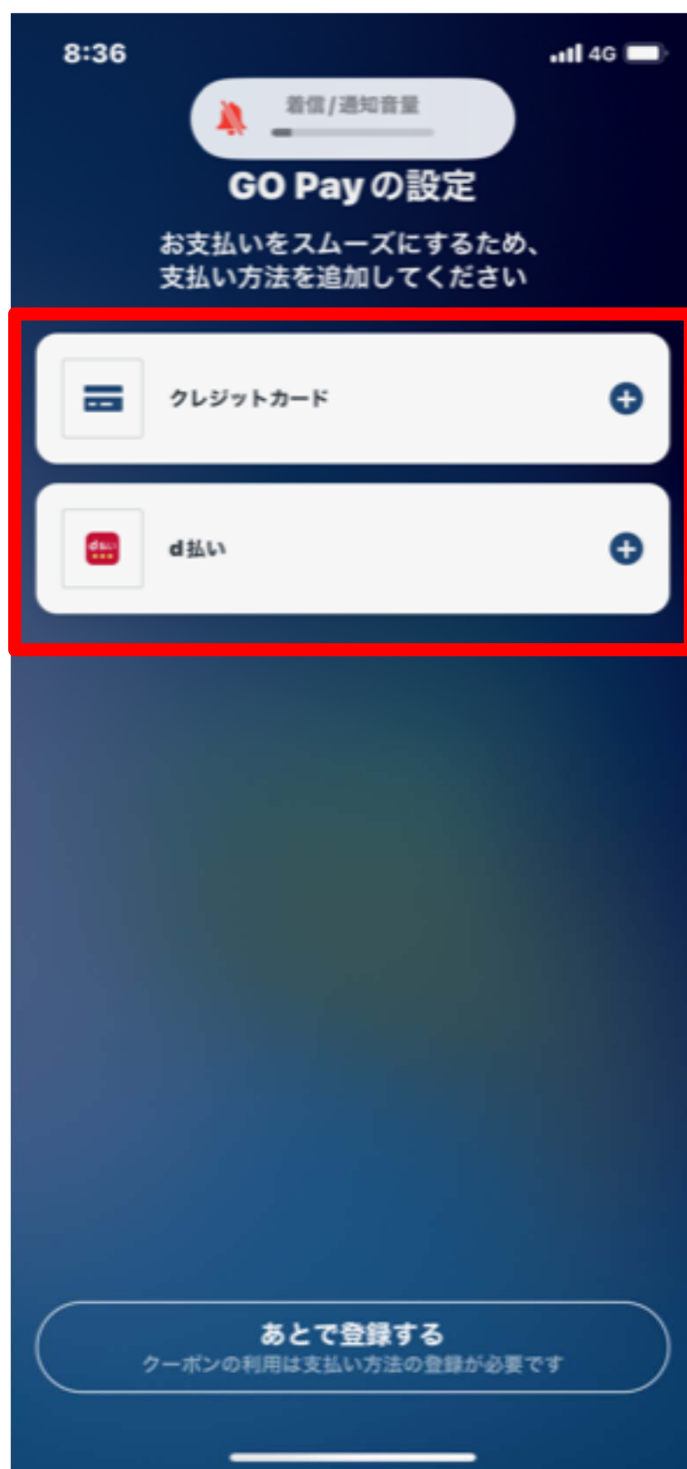 8:36
4G
着信/通知音量
GO Payの設定
お支払いをスムーズにするため、
支払い方法を追加してください
クレジットカード
d払い
d払い
あとで登録する
クーポンの利用は支払い方法の登録が必要です